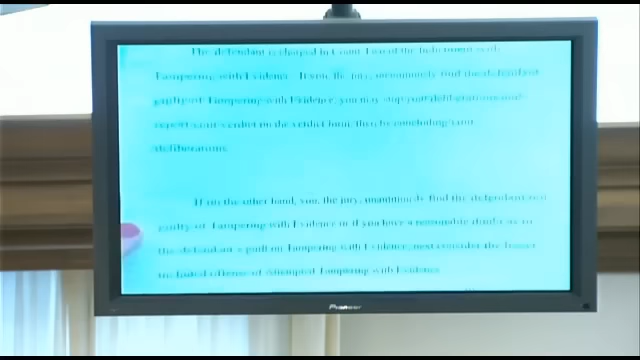 The defendant is charged in Count Two of the Indictment with
Tampering with Evidence. If you, the jury, unanimously find the defendant
guilty of Tampering with Evidence, you may stop your deliberations and
report your verdict on the verdict form, thereby concluding your
deliberations.
If on the other hand, you, the jury, unanimously find the defendant not
guilty of Tampering with Evidence or if you have a reasonable doubt as to
the defendant's guilt on Tampering with Evidence, next consider the lesser
included offense of Attempted Tampering with Evidence.
Pioneer